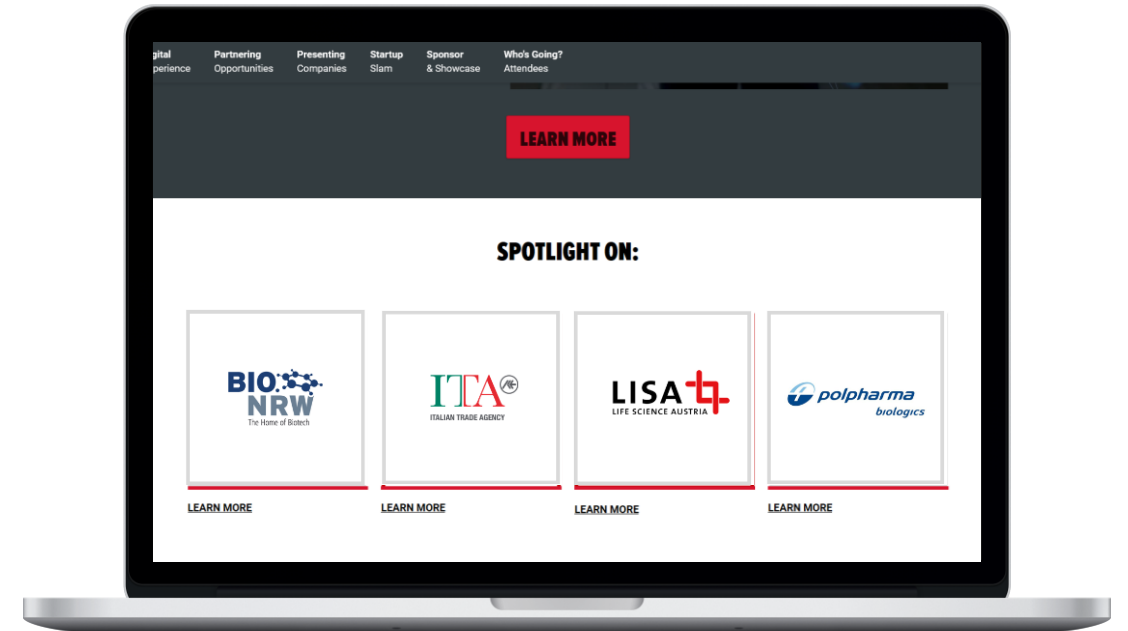 gital Partnering Presenting Startup Sponsor Who's Going?
perience Opportunities Companies Slam & Showcase Attendees
LEARN MORE
SPOTLIGHT ON:
BIO
NRW
The Home of Biotech
ITA
ITALIAN TRADE AGENCY
LISA
LIFE SCIENCE AUSTRIA
polpharma
biologics
LEARN MORE LEARN MORE LEARN MORE LEARN MORE